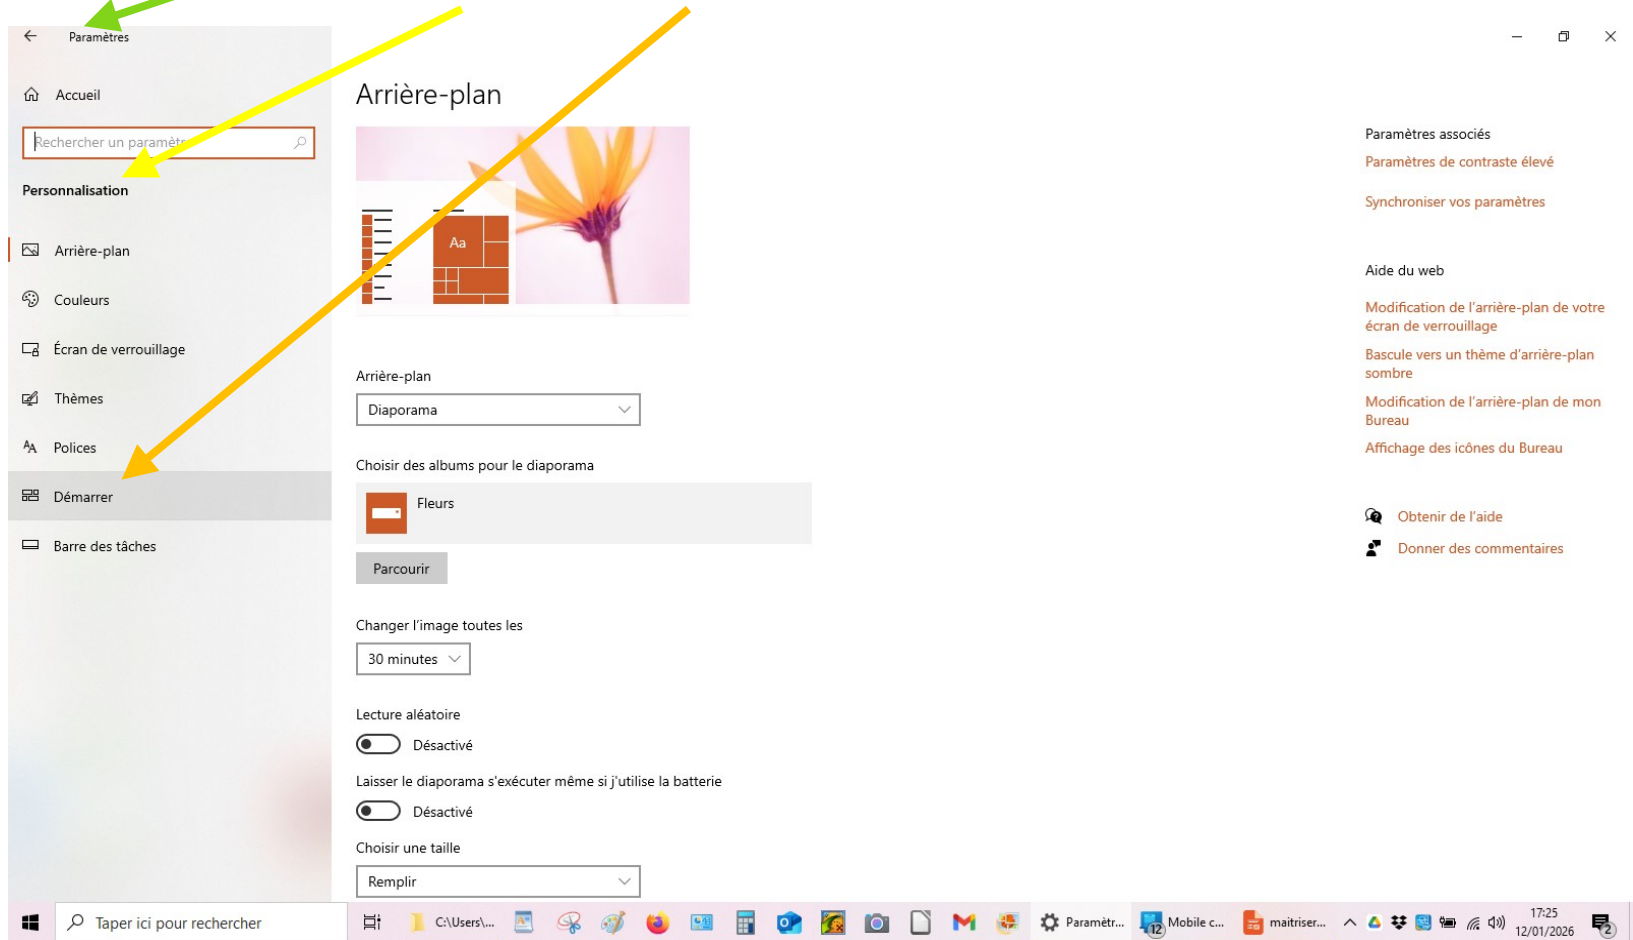 Paramètres
Accueil
Rechercher un paramètre
Personnalisation
Arrière-plan
Couleurs
Écran de verrouillage
Thèmes
Polices
Démarrer
Barre des tâches
Arrière-plan
Aa
Arrière-plan
Diaporama
Choisir des albums pour le diaporama
Fleurs
Parcourir
Changer l'image toutes les
30 minutes
Lecture aléatoire
Désactivé
Laisser le diaporama s'exécuter même si j'utilise la batterie
Désactivé
Choisir une taille
Remplir
Paramètres associés
Paramètres de contraste élevé
Synchroniser vos paramètres
Aide du web
Modification de l'arrière-plan de votre
écran de verrouillage
Bascule vers un thème d'arrière-plan
sombre
Modification de l'arrière-plan de mon
Bureau
Affichage des icônes du Bureau
Obtenir de l'aide
Donner des commentaires
Taper ici pour rechercher
C:\Users\...
Paramètr...
12
Mobile c...
maitriser...
17:25
12/01/2026
2